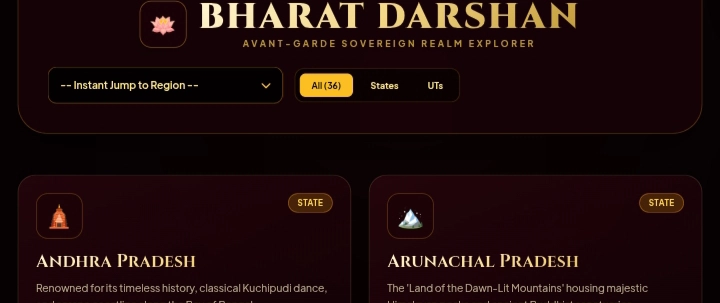 BHARAT DARSHAN
AVANT-GARDE SOVEREIGN REALM EXPLORER
-- Instant Jump to Region --
All (36)
States
UTs
STATE
ANDHRA PRADESH
Renowned for its timeless history, classical Kuchipudi dance,
STATE
ARUNACHAL PRADESH
The 'Land of the Dawn-Lit Mountains' housing majestic